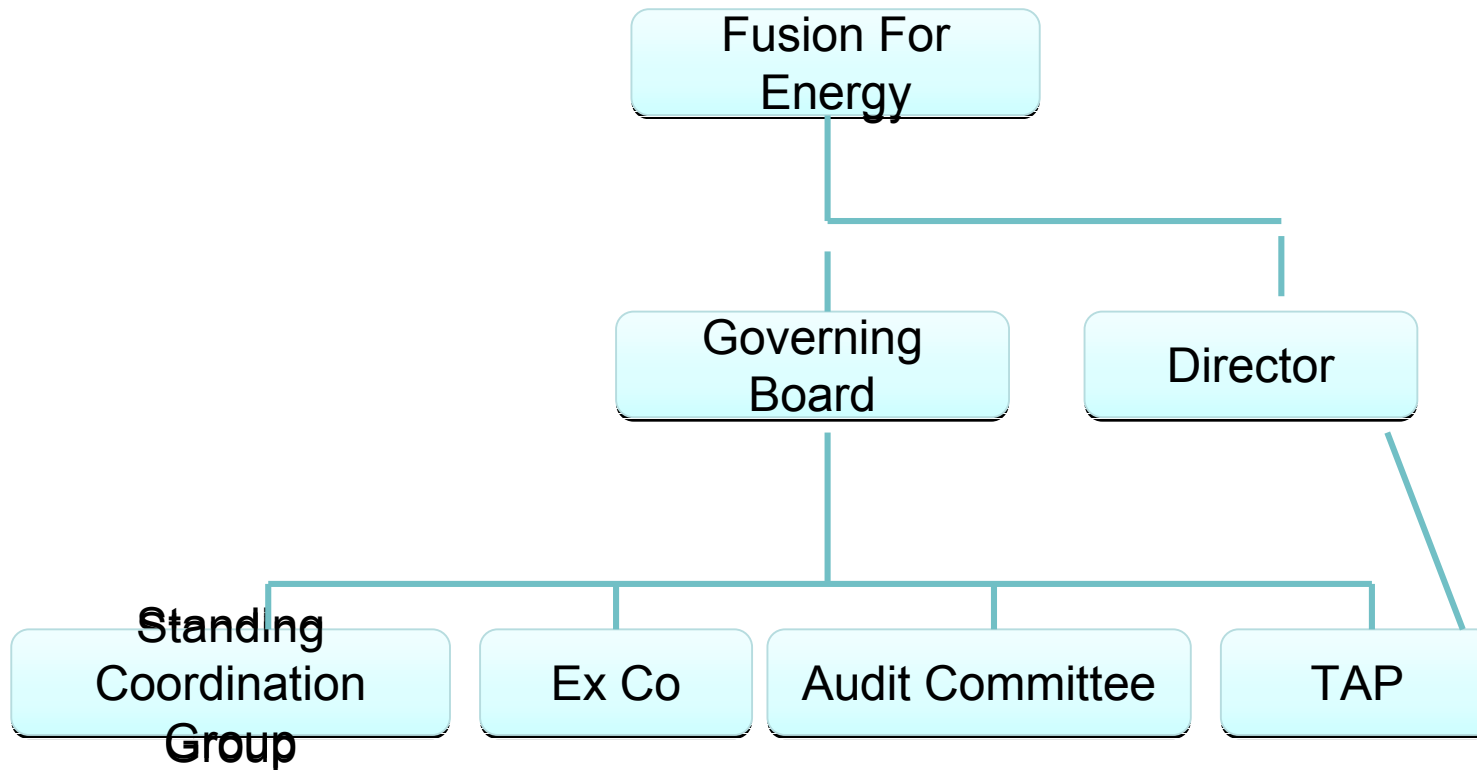 Fusion For
Energy
Governing
Board
Director
Standing
Coordination
Group
Ex Co
Audit Committee
TAP